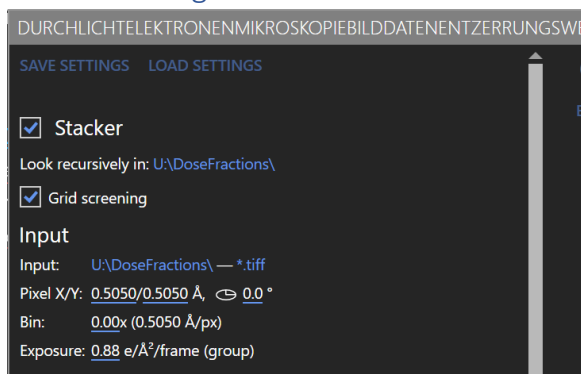 DURCHLICHTELEKTRONENMIKROSKOPIEBILDDATENENTZERRUNGSWE
SAVE SETTINGS LOAD SETTINGS
Stacker
Look recursively in: U:\DoseFractions\
Grid screening
Input
Input: U:\DoseFractions\ — *.tiff
Pixel X/Y: 0.5050/0.5050 Å, 0.0 °
Bin: 0.00x (0.5050 Å/px)
Exposure: 0.88 e/Å²/frame (group)